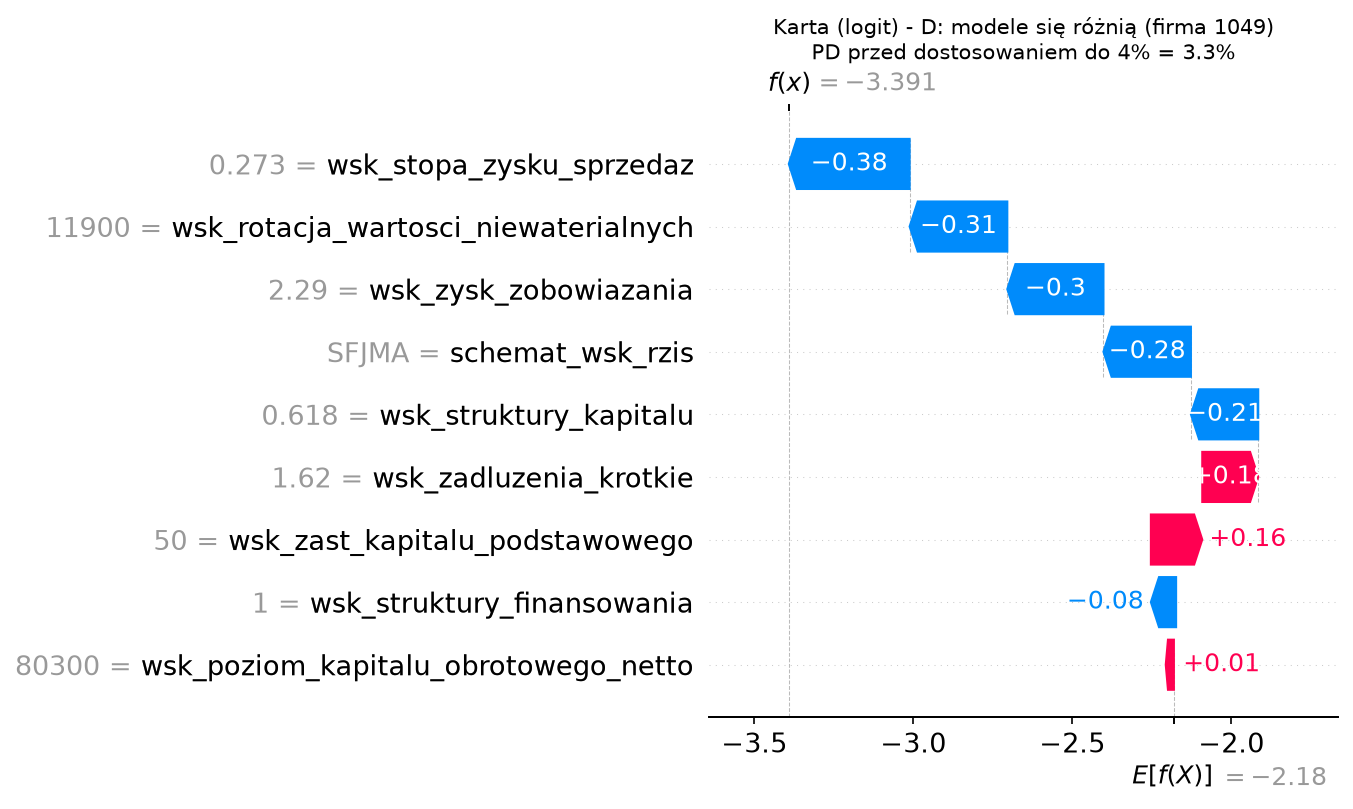 Karta (logit) - D: modele się różnią (firma 1049)
PD przed dostosowaniem do 4% = 3.3%
f(x) = −3.391
0.273 = wsk_stopa_zysku_sprzedaz −0.38
11900 = wsk_rotacja_wartosci_niewaterialnych −0.31
2.29 = wsk_zysk_zobowiazania −0.3
SFJMA = schemat_wsk_rzis −0.28
0.618 = wsk_struktury_kapitalu −0.21
1.62 = wsk_zadluzenia_krotkie +0.18
50 = wsk_zast_kapitalu_podstawowego +0.16
1 = wsk_struktury_finansowania −0.08
80300 = wsk_poziom_kapitalu_obrotowego_netto +0.01
−3.5 −3.0 −2.5 −2.0
E[f(X)] = −2.18